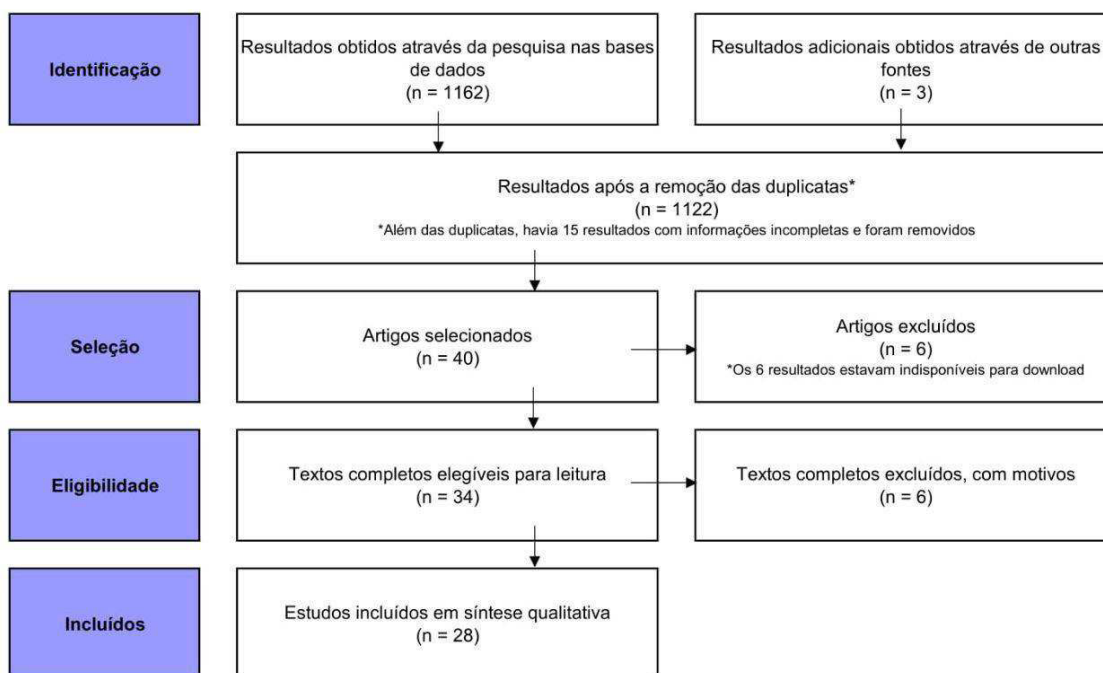 Identificação
Resultados obtidos através da pesquisa nas bases
de dados
(n = 1162)
Resultados adicionais obtidos através de outras
fontes
(n = 3)
Resultados após a remoção das duplicatas*
(n = 1122)
*Além das duplicatas, havia 15 resultados com informações incompletas e foram removidos
Seleção
Artigos selecionados
(n = 40)
Artigos excluídos
(n = 6)
*Os 6 resultados estavam indisponíveis para download
Eligibilidade
Textos completos elegíveis para leitura
(n = 34)
Textos completos excluídos, com motivos
(n = 6)
Incluídos
Estudos incluídos em síntese qualitativa
(n = 28)